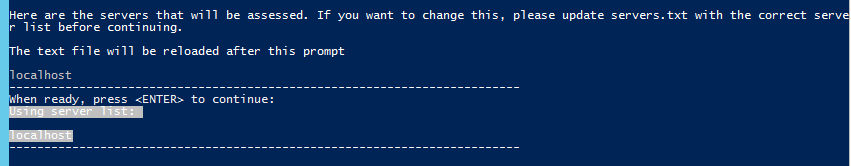 Here are the servers that will be assessed. If you want to change this, please update servers.txt with the correct serve
r list before continuing.
The text file will be reloaded after this prompt
localhost
-----------------------------------------------------------------------
When ready, press <ENTER> to continue:
Using server list:
localhost
-----------------------------------------------------------------------